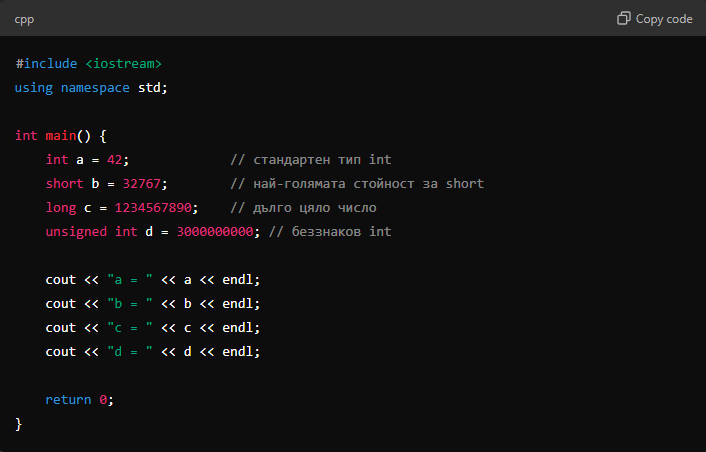 cpp
Copy code
#include <iostream>
using namespace std;
int main() {
    int a = 42;             // стандартен тип int
    short b = 32767;        // най-голямата стойност за short
    long c = 1234567890;    // дълго цяло число
    unsigned int d = 3000000000; // беззнаков int
    cout << "a = " << a << endl;
    cout << "b = " << b << endl;
    cout << "c = " << c << endl;
    cout << "d = " << d << endl;
    return 0;
}